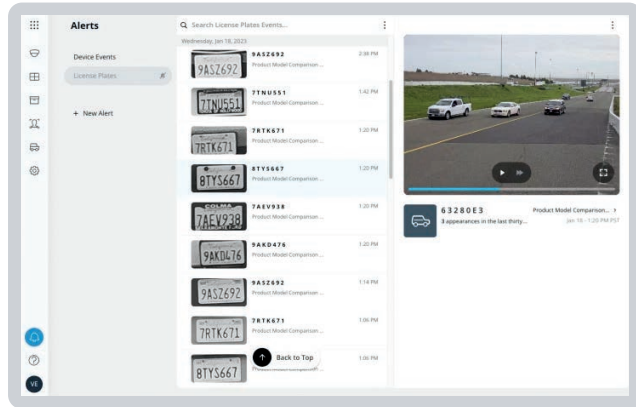 Alerts
Device Events
License Plates
+ New Alert
VE
Search License Plates Events...
Wednesday, Jan 18, 2023
9ASZ692
9ASZ692
2:38 PM
Product Model Comparison ...
7TNU551
7TNU551
1:42 PM
Product Model Comparison ...
7RTK671
7RTK671
1:20 PM
Product Model Comparison ...
8TYS667
8TYS667
1:20 PM
Product Model Comparison ...
COLMA
7AEV938
7AEV938
1:20 PM
Product Model Comparison ...
9AKD476
9AKD476
1:20 PM
Product Model Comparison ...
9ASZ692
9ASZ692
1:14 PM
Product Model Comparison ...
7RTK671
7RTK671
1:06 PM
Product Model Comparison ...
8TYS667
8TYS667
1:06 PM
Back to Top
63280E3
Product Model Comparison...
3 appearances in the last thirty...
Jan 18 - 1:20 PM PST